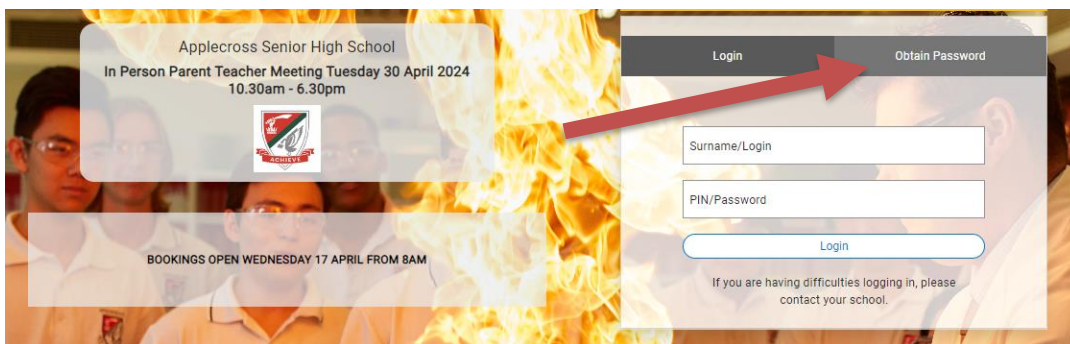 Applecross Senior High School
In Person Parent Teacher Meeting Tuesday 30 April 2024
10.30am - 6.30pm
ACHIEVE
BOOKINGS OPEN WEDNESDAY 17 APRIL FROM 8AM
Login
Obtain Password
Surname/Login
PIN/Password
Login
If you are having difficulties logging in, please
contact your school.